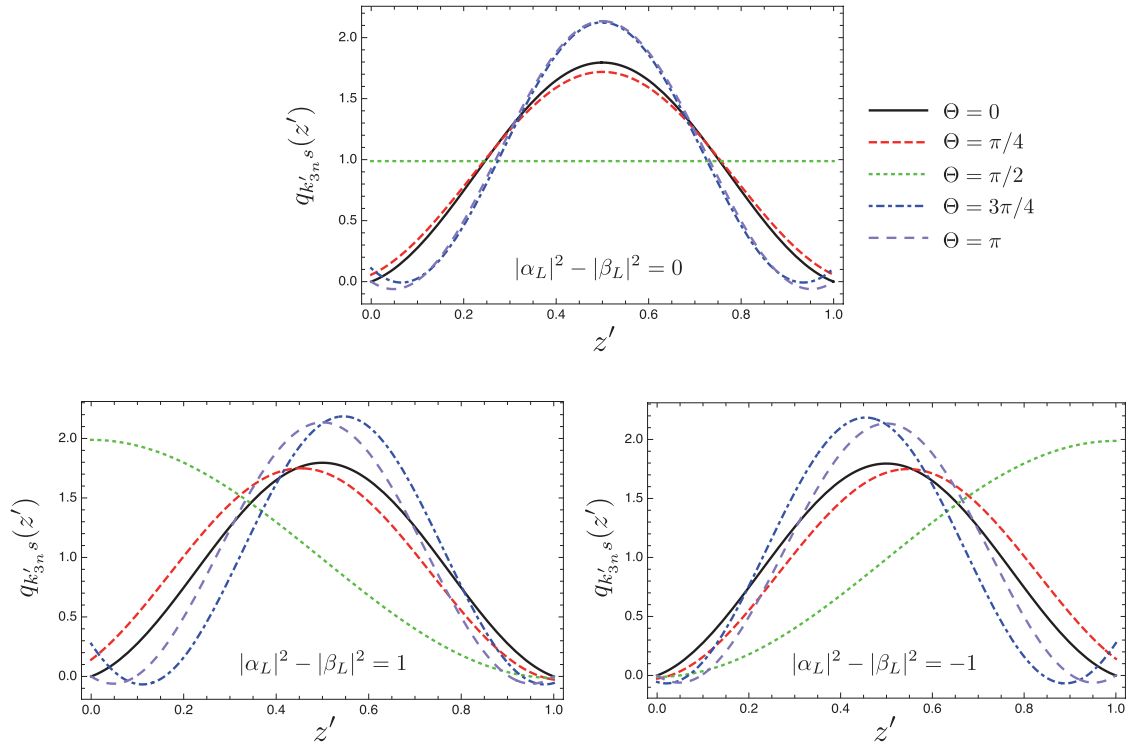 q_{k'_{3n} s}(z')
2.0
1.5
1.0
0.5
0.0
|α_L|² − |β_L|² = 0
0.0 0.2 0.4 0.6 0.8 1.0
z'
Θ = 0
Θ = π/4
Θ = π/2
Θ = 3π/4
Θ = π
q_{k'_{3n} s}(z')
2.0
1.5
1.0
0.5
0.0
|α_L|² − |β_L|² = 1
0.0 0.2 0.4 0.6 0.8 1.0
z'
q_{k'_{3n} s}(z')
2.0
1.5
1.0
0.5
0.0
|α_L|² − |β_L|² = −1
0.0 0.2 0.4 0.6 0.8 1.0
z'